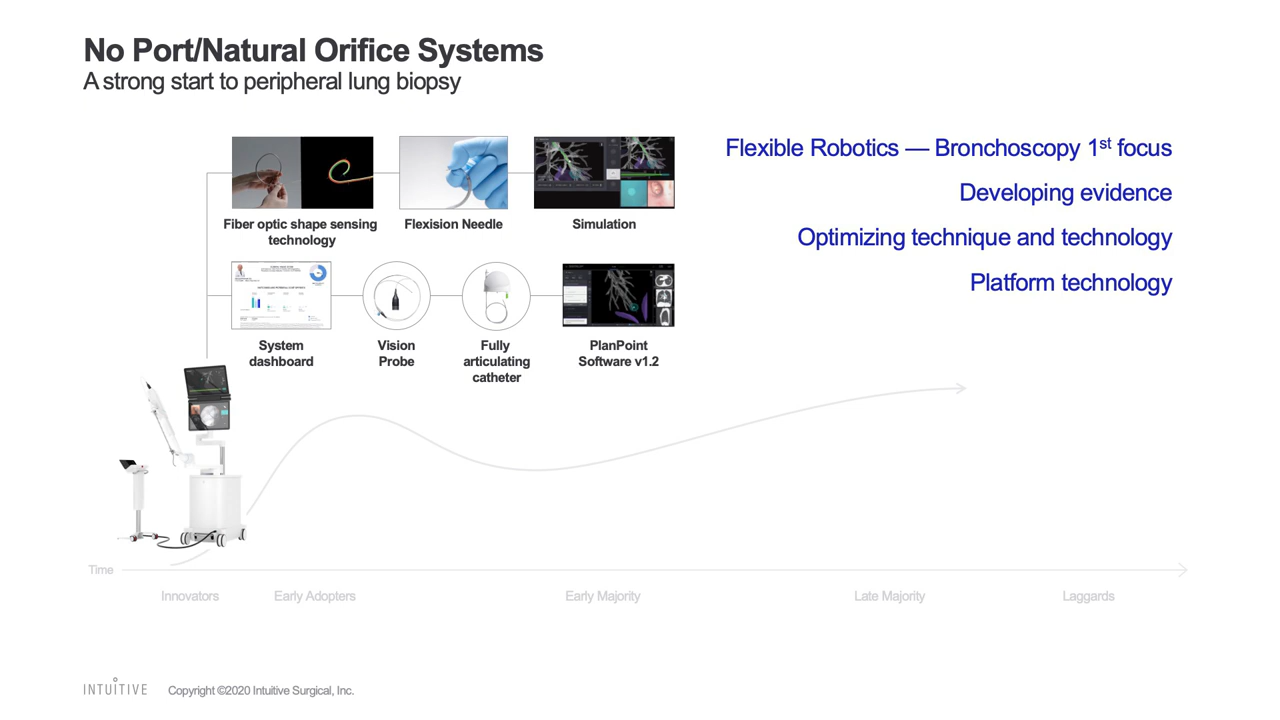 No Port/Natural Orifice Systems
A strong start to peripheral lung biopsy
Fiber optic shape sensing
technology
Flexision Needle
Simulation
System
dashboard
Vision
Probe
Fully
articulating
catheter
PlanPoint
Software v1.2
Flexible Robotics — Bronchoscopy 1st focus
Developing evidence
Optimizing technique and technology
Platform technology
Time
Innovators
Early Adopters
Early Majority
Late Majority
Laggards
INTUITIVE
Copyright ©2020 Intuitive Surgical, Inc.